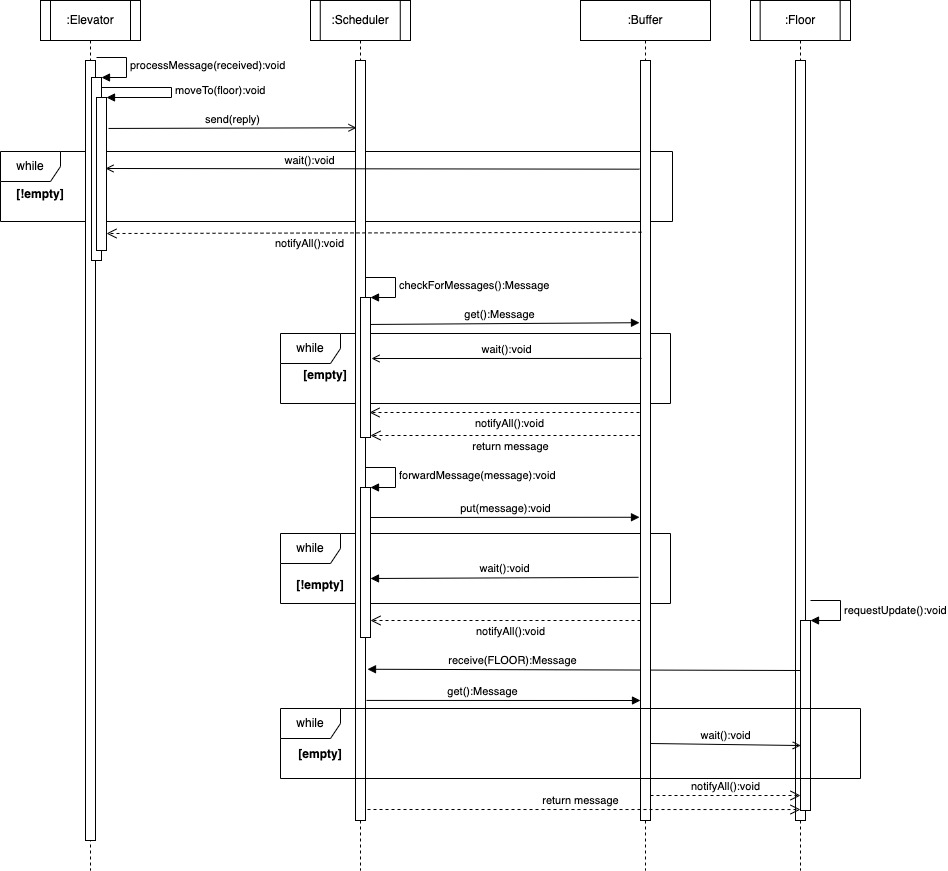 :Elevator
:Scheduler
:Buffer
:Floor
processMessage(received):void
moveTo(floor):void
send(reply)
while
wait():void
[!empty]
notifyAll():void
checkForMessages():Message
get():Message
while
wait():void
[empty]
notifyAll():void
return message
forwardMessage(message):void
put(message):void
while
wait():void
[!empty]
requestUpdate():void
notifyAll():void
receive(FLOOR):Message
get():Message
while
wait():void
[empty]
notifyAll():void
return message